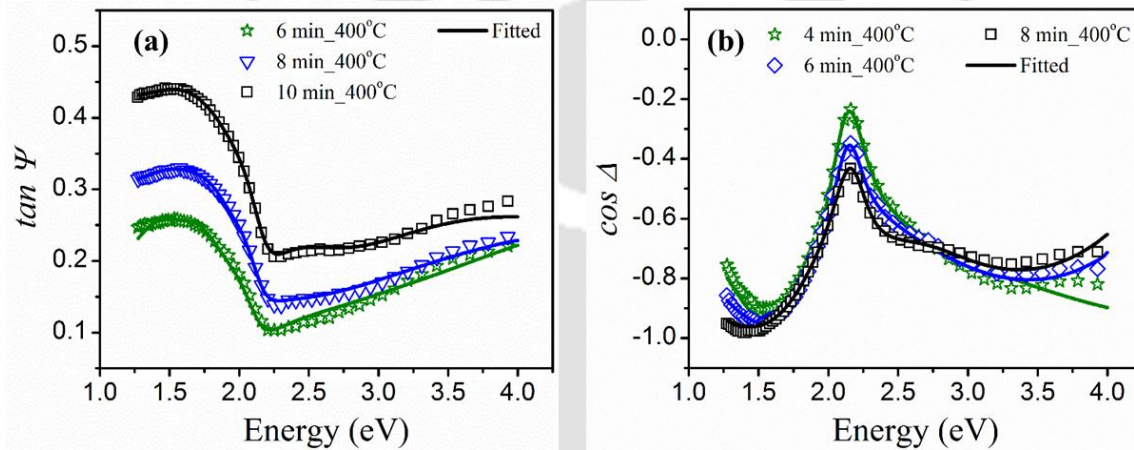 (a)
6 min_400°C
Fitted
8 min_400°C
10 min_400°C
0.5
0.4
0.3
0.2
0.1
tan Ψ
1.0 1.5 2.0 2.5 3.0 3.5 4.0
Energy (eV)
(b)
4 min_400°C
8 min_400°C
6 min_400°C
Fitted
0.0
-0.2
-0.4
-0.6
-0.8
-1.0
cos Δ
1.0 1.5 2.0 2.5 3.0 3.5 4.0
Energy (eV)